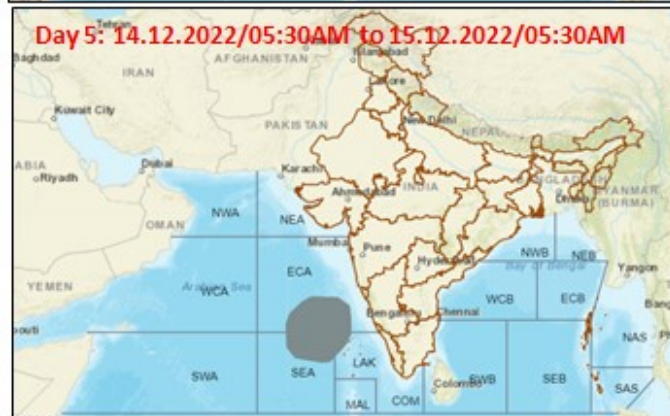 Day 5: 14.12.2022/05:30AM to 15.12.2022/05:30AM
Tehran
Baghdad
AFGHANISTAN
Islamabad
IRAN
Lahore
Kuwait City
PAKISTAN
New Delhi
NEPAL
ABIA
Riyadh
Dubai
Karachi
Ahmedabad
INDIA
BANGLADESH
Dhaka
MYANMAR
(BURMA)
OMAN
NWA
NEA
Mumbai
Pune
Hyderabad
NWB
NEB
Bay of Bengal
Yangon
YEMEN
Arabian Sea
WCA
ECA
WCB
ECB
Bengaluru
Chennai
NAS
outi
SWA
SEA
LAK
MAL
COM
Colombo
SWB
SEB
SAS